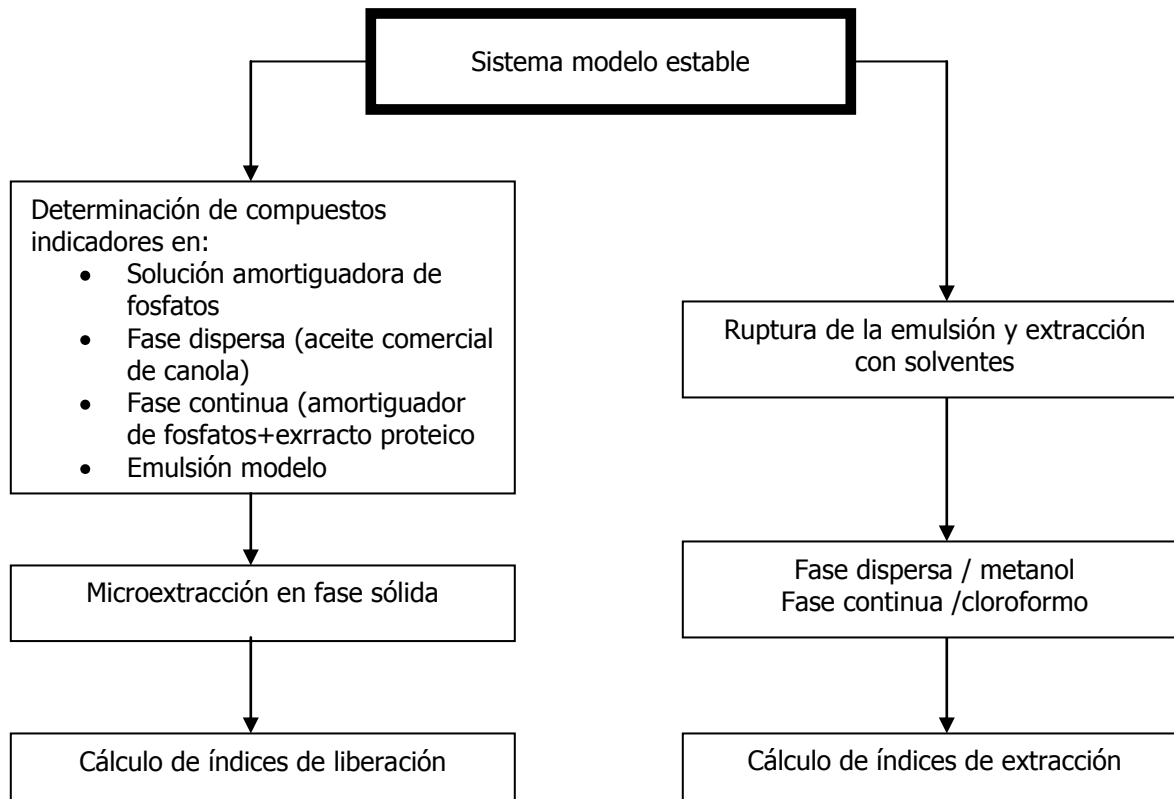 Sistema modelo estable
Determinación de compuestos
indicadores en:
• Solución amortiguadora de
fosfatos
• Fase dispersa (aceite comercial
de canola)
• Fase continua (amortiguador
de fosfatos+exrracto proteico
• Emulsión modelo
Microextracción en fase sólida
Cálculo de índices de liberación
Ruptura de la emulsión y extracción
con solventes
Fase dispersa / metanol
Fase continua /cloroformo
Cálculo de índices de extracción